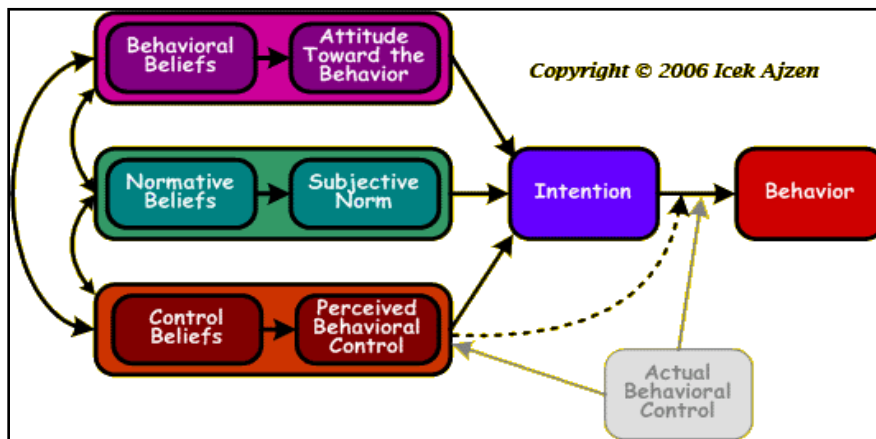 Behavioral
Beliefs
Attitude
Toward the
Behavior
Copyright © 2006 Icek Ajzen
Normative
Beliefs
Subjective
Norm
Intention
Behavior
Control
Beliefs
Perceived
Behavioral
Control
Actual
Behavioral
Control